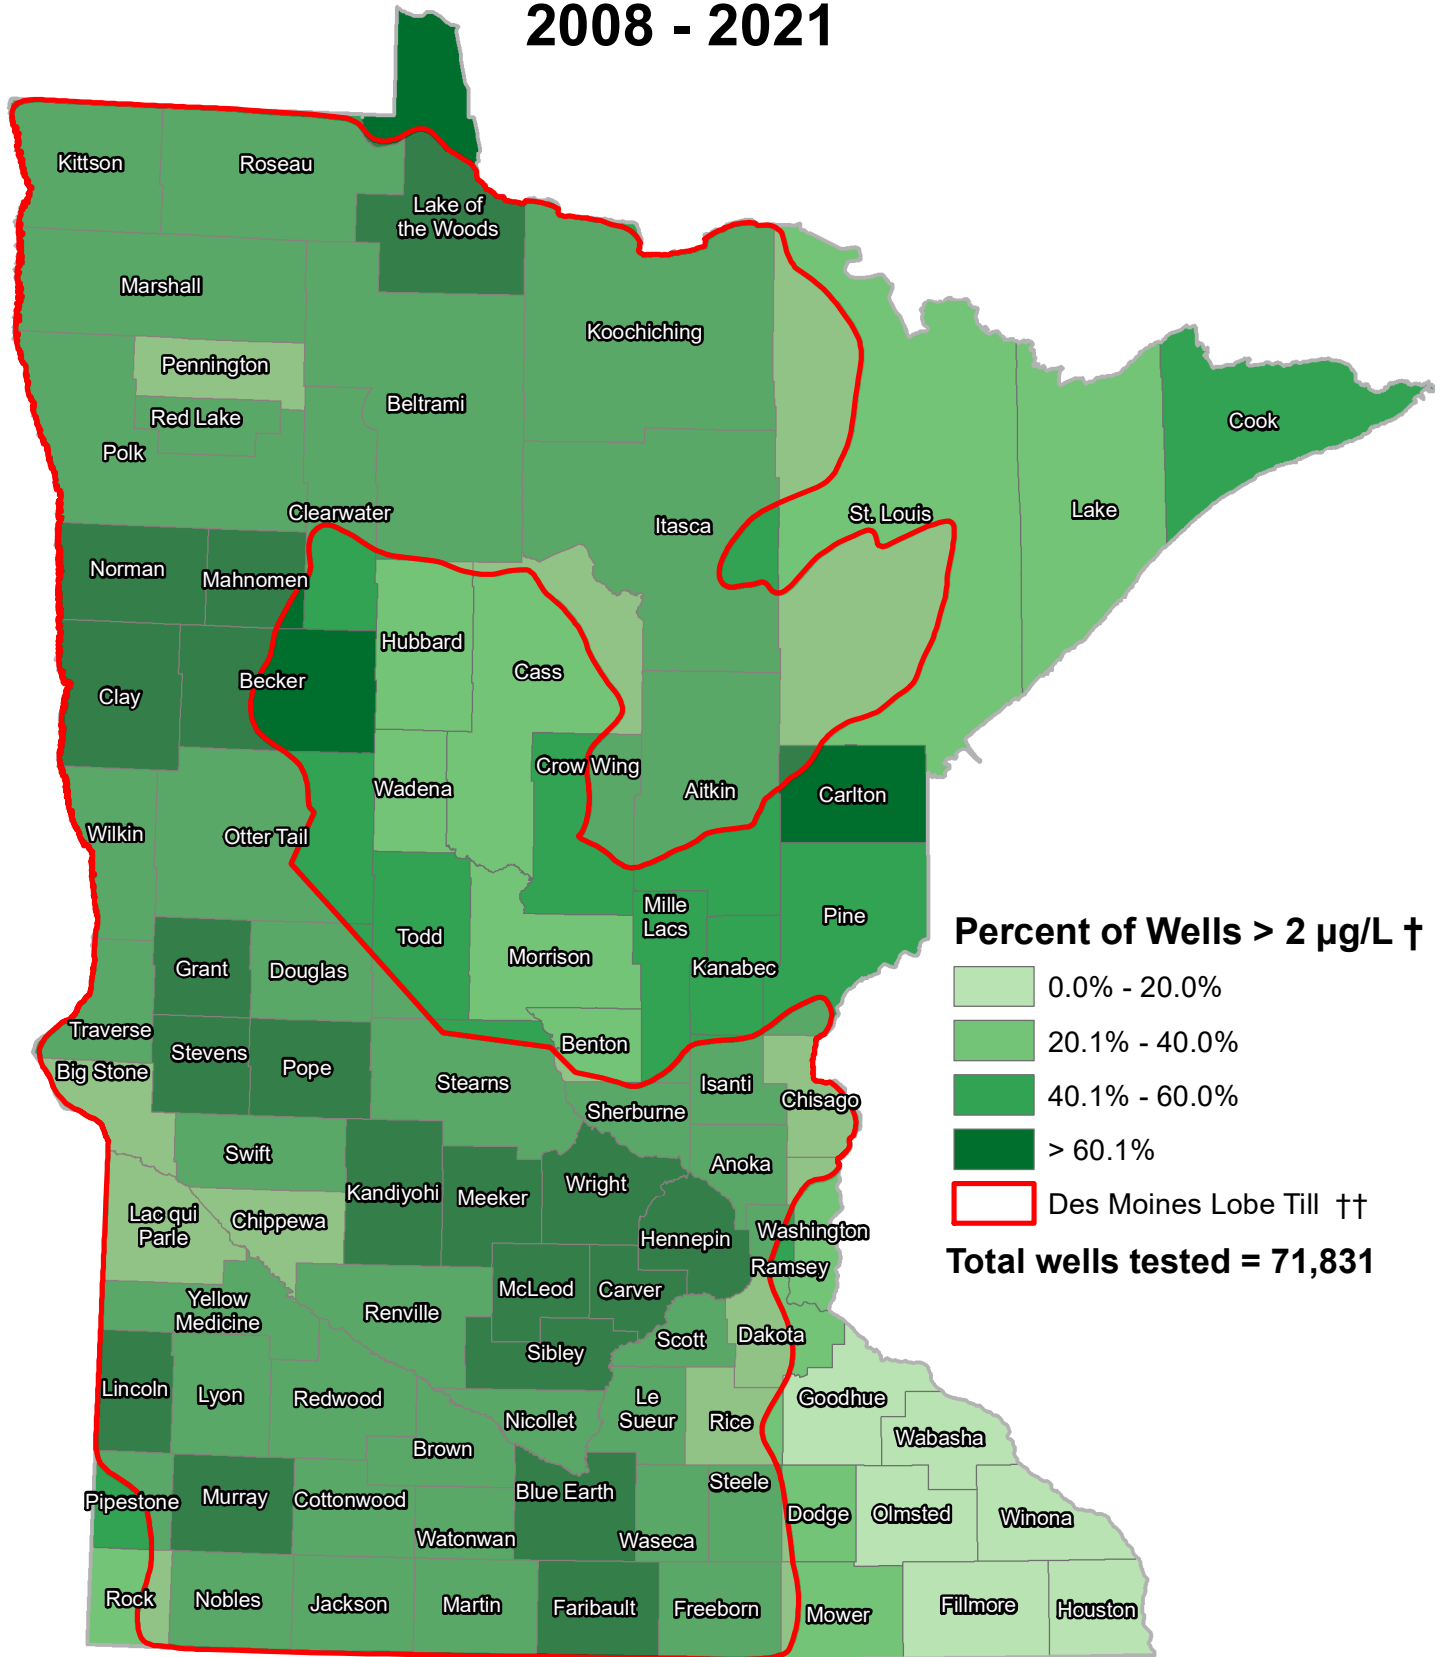 2008 - 2021
Kittson
Roseau
Lake of
the Woods
Marshall
Koochiching
Pennington
Beltrami
Red Lake
Polk
Cook
Clearwater
Itasca
St. Louis
Lake
Norman
Mahnomen
Hubbard
Cass
Becker
Clay
Crow Wing
Wadena
Aitkin
Carlton
Wilkin
Otter Tail
Mille
Lacs
Pine
Todd
Morrison
Kanabec
Grant
Douglas
Traverse
Benton
Stevens
Pope
Big Stone
Stearns
Isanti
Sherburne
Chisago
Swift
Anoka
Kandiyohi
Meeker
Wright
Lac qui
Parle
Chippewa
Hennepin
Washington
Ramsey
McLeod
Carver
Yellow
Medicine
Renville
Scott
Dakota
Sibley
Lincoln
Lyon
Redwood
Le
Sueur
Goodhue
Nicollet
Rice
Wabasha
Brown
Steele
Pipestone
Murray
Cottonwood
Blue Earth
Dodge
Olmsted
Winona
Watonwan
Waseca
Rock
Nobles
Jackson
Martin
Faribault
Freeborn
Mower
Fillmore
Houston
Percent of Wells > 2 µg/L †
0.0% - 20.0%
20.1% - 40.0%
40.1% - 60.0%
> 60.1%
Des Moines Lobe Till ††
Total wells tested = 71,831